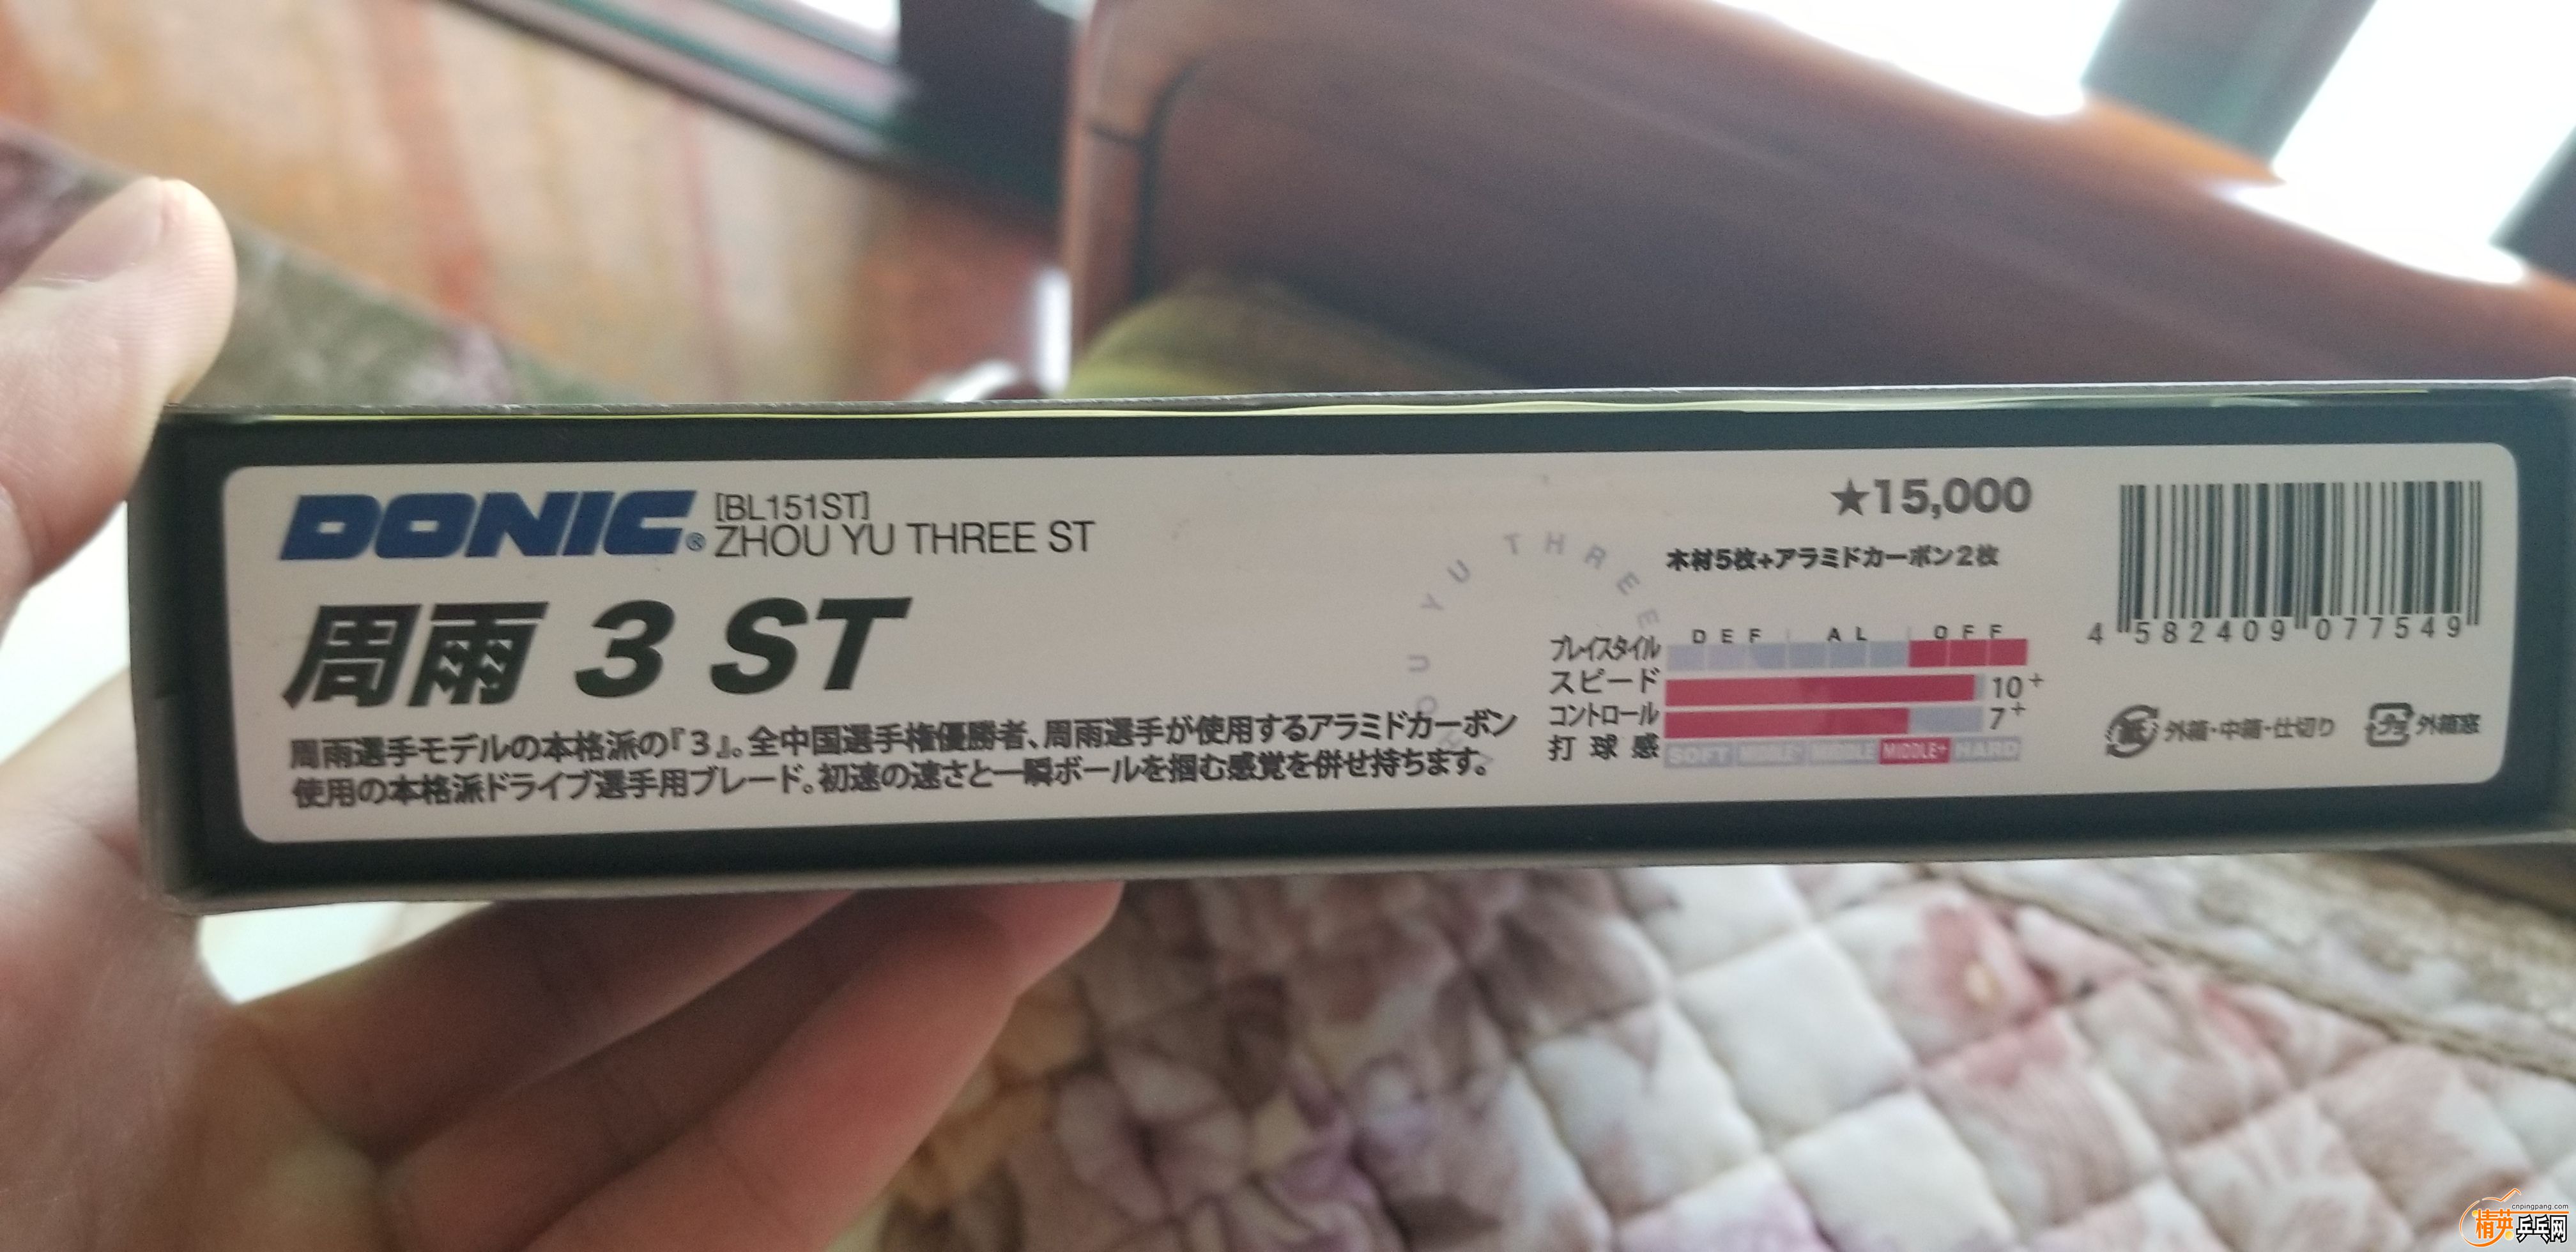 DONIC® [BL151ST]
ZHOU YU THREE ST
周雨 3 ST
周雨選手モデルの本格派の『3』。全中国選手権優勝者、周雨選手が使用するアラミドカーボン
使用の本格派ドライブ選手用ブレード。初速の速さと一瞬ボールを掴む感覚を併せ持ちます。
★15,000
木材5枚+アラミドカーボン2枚
DEF AL OFF
プレイスタイル
スピード 10+
コントロール 7+
打球感 SOFT MIDDLE- MIDDLE MIDDLE+ HARD
4 582409 077549
紙 外箱・中箱・仕切り プラ 外箱窓
YU THREE
cnpingpang.com
精英乒乓网